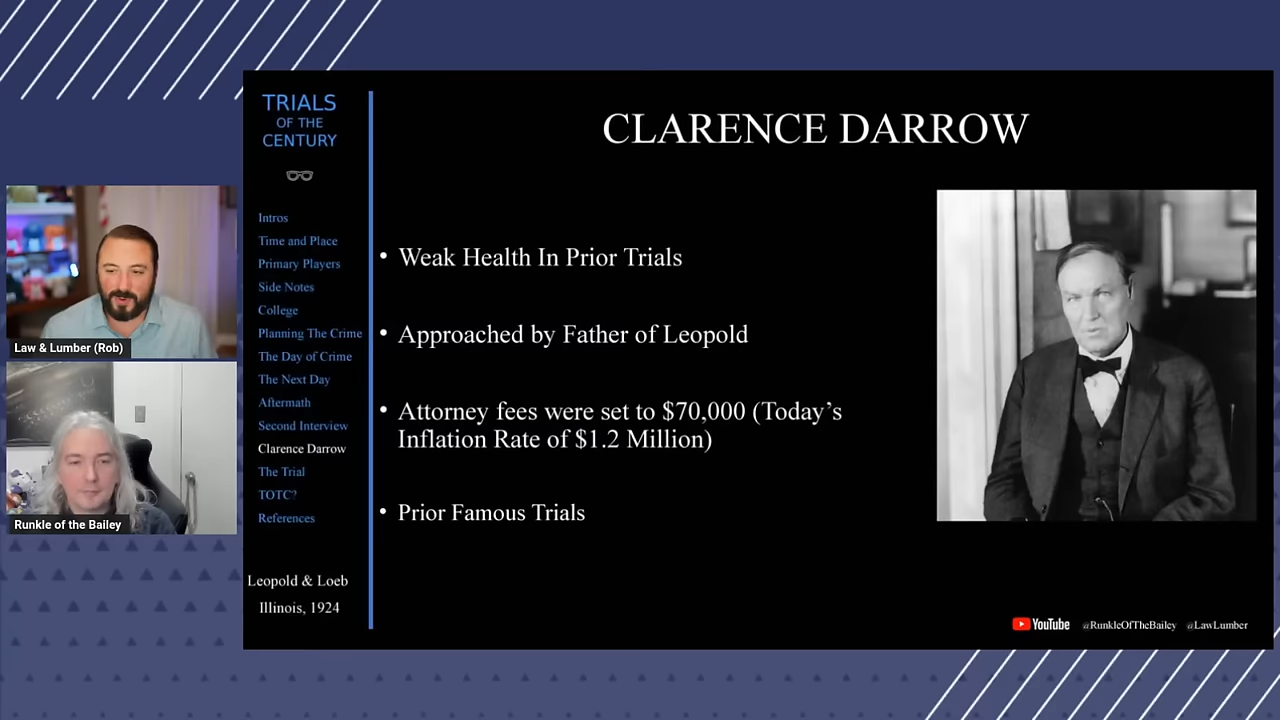 TRIALS
OF THE
CENTURY
Intros
Time and Place
Primary Players
Side Notes
College
Planning The Crime
The Day of Crime
The Next Day
Aftermath
Second Interview
Clarence Darrow
The Trial
TOTC?
References
Leopold & Loeb
Illinois, 1924
CLARENCE DARROW
• Weak Health In Prior Trials
• Approached by Father of Leopold
• Attorney fees were set to $70,000 (Today’s
Inflation Rate of $1.2 Million)
• Prior Famous Trials
YouTube @RunkleOfTheBailey @LawLumber
Law & Lumber (Rob)
Runkle of the Bailey